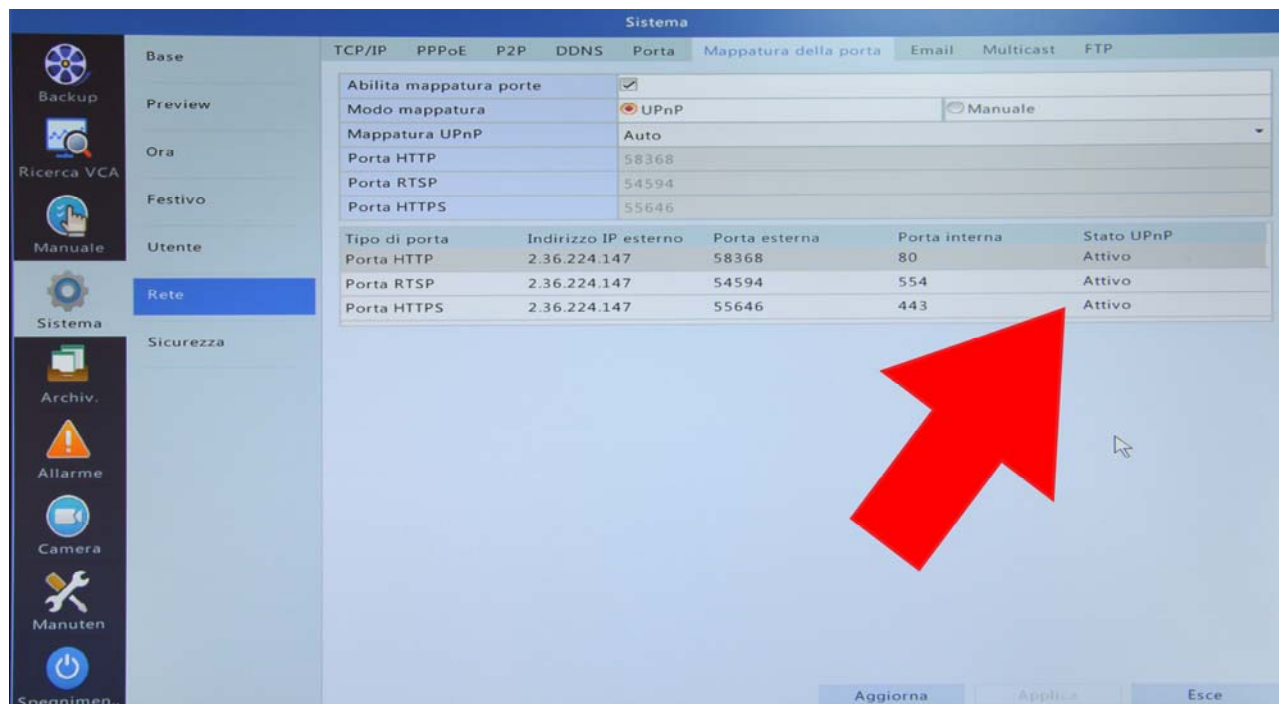 Sistema
Backup
Ricerca VCA
Manuale
Sistema
Archiv.
Allarme
Camera
Manuten
Spegnimen..
Base
Preview
Ora
Festivo
Utente
Rete
Sicurezza
TCP/IP PPPoE P2P DDNS Porta Mappatura della porta Email Multicast FTP
Abilita mappatura porte
Modo mappatura UPnP Manuale
Mappatura UPnP Auto
Porta HTTP 58368
Porta RTSP 54594
Porta HTTPS 55646
Tipo di porta Indirizzo IP esterno Porta esterna Porta interna Stato UPnP
Porta HTTP 2.36.224.147 58368 80 Attivo
Porta RTSP 2.36.224.147 54594 554 Attivo
Porta HTTPS 2.36.224.147 55646 443 Attivo
Aggiorna Applica Esce